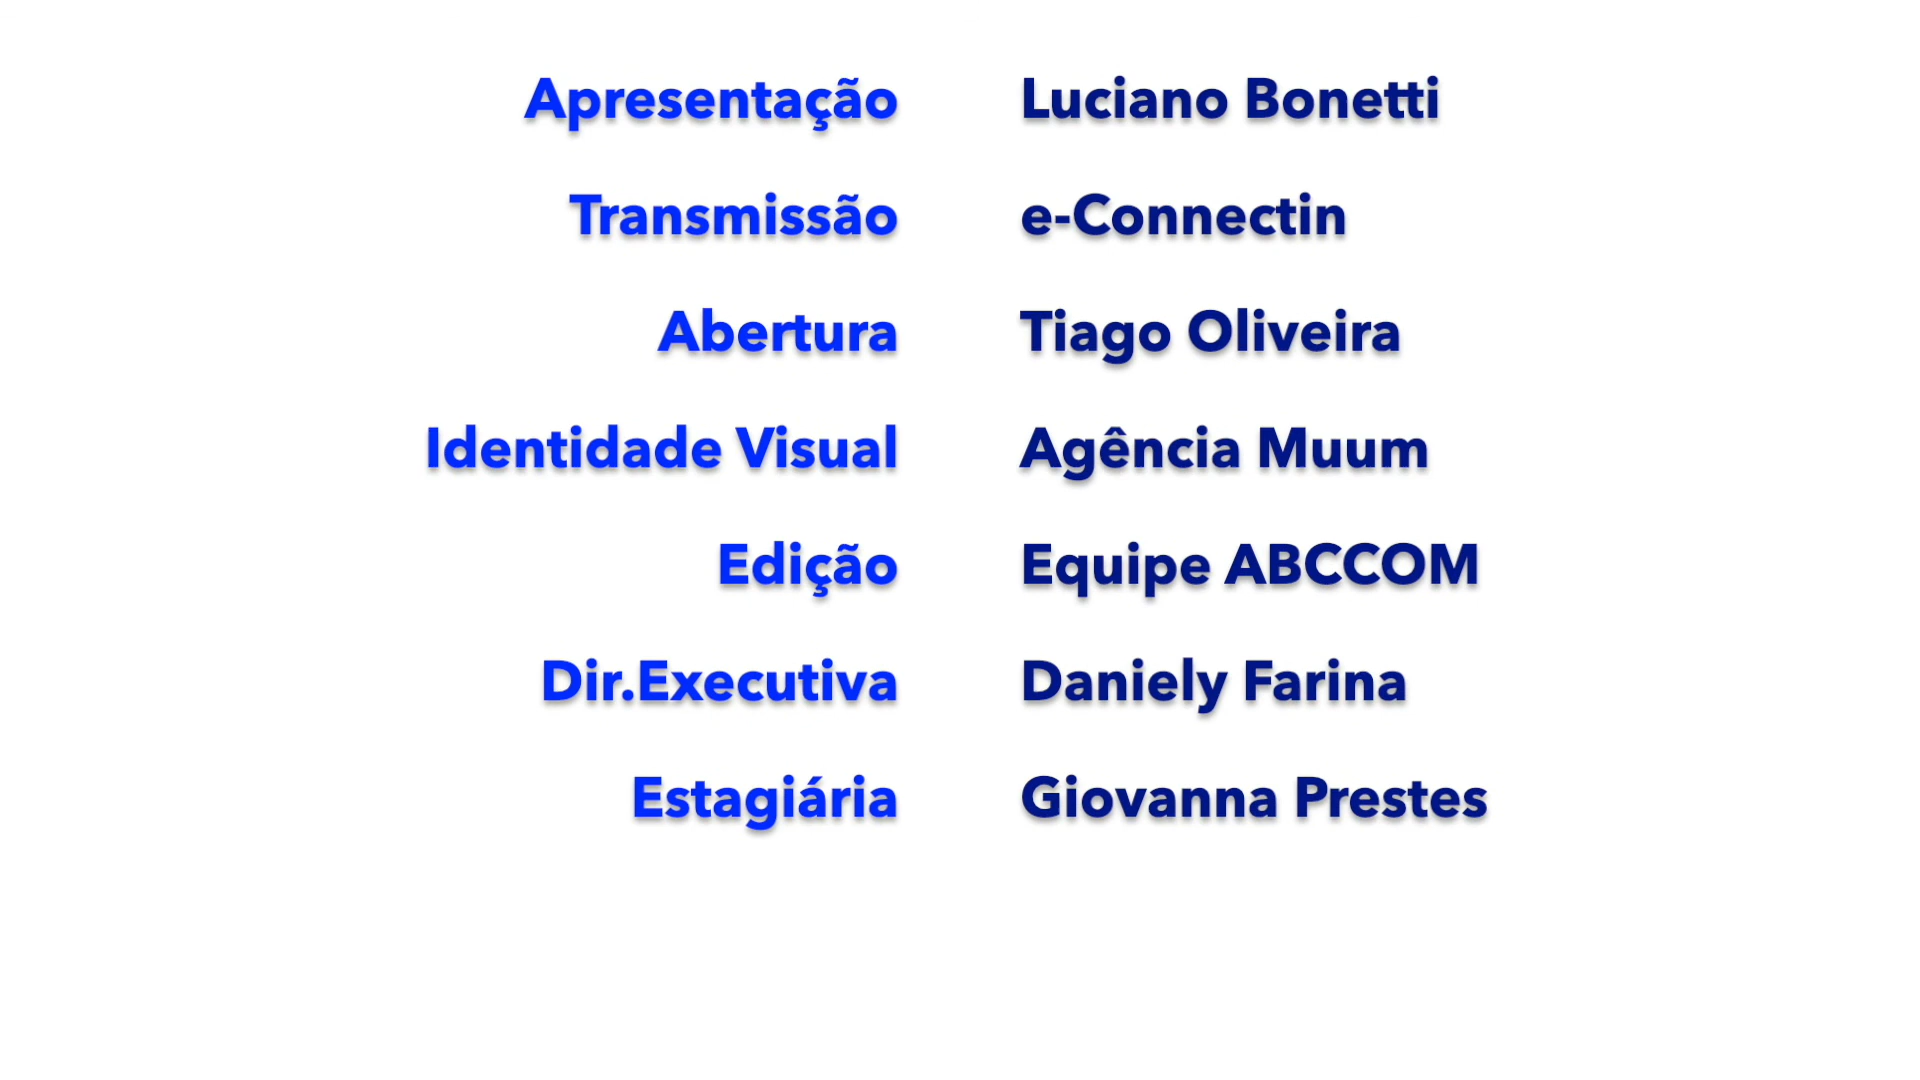 Apresentação Luciano Bonetti
Transmissão e-Connectin
Abertura Tiago Oliveira
Identidade Visual Agência Muum
Edição Equipe ABCCOM
Dir.Executiva Daniely Farina
Estagiária Giovanna Prestes